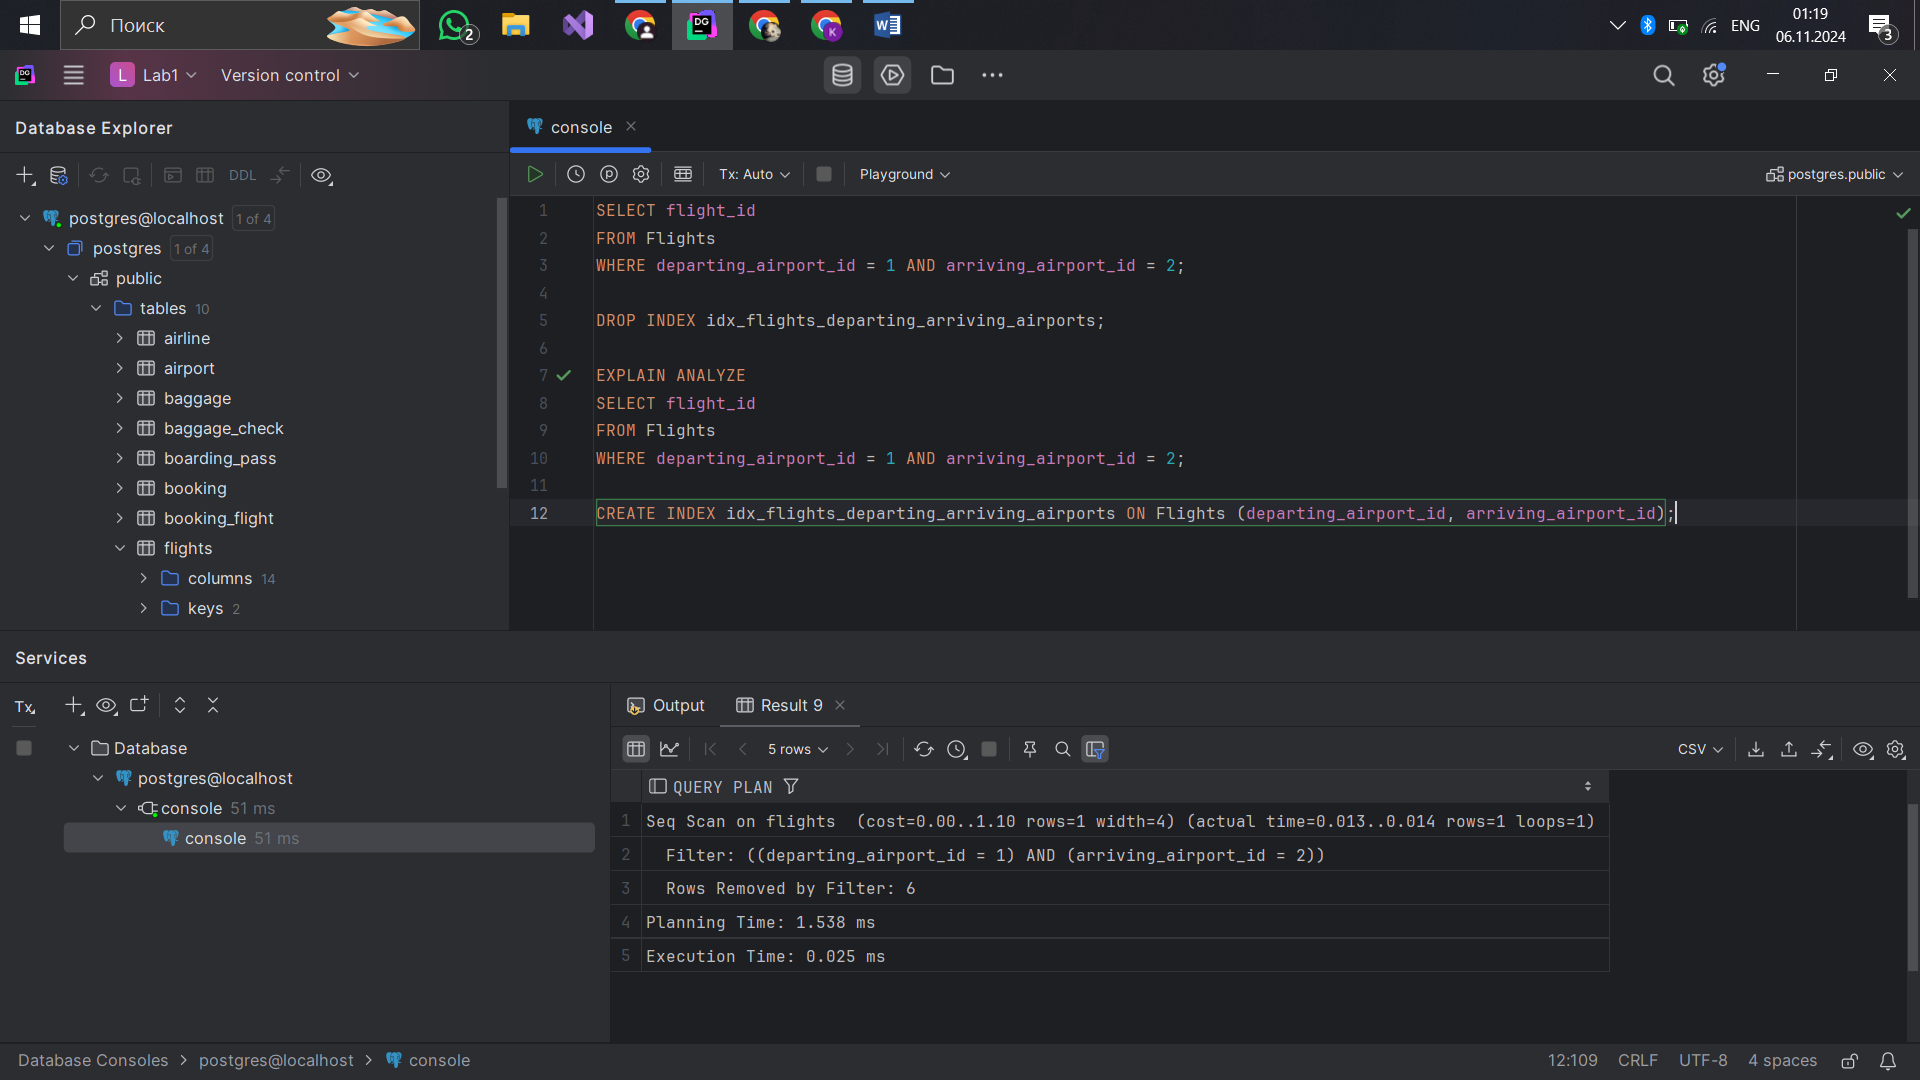 Поиск
2
ENG
01:19
06.11.2024
3
L Lab1
Version control
Database Explorer
console
DDL
Tx: Auto
Playground
postgres.public
postgres@localhost 1 of 4
postgres 1 of 4
public
tables 10
airline
airport
baggage
baggage_check
boarding_pass
booking
booking_flight
flights
columns 14
keys 2
1 SELECT flight_id
2 FROM Flights
3 WHERE departing_airport_id = 1 AND arriving_airport_id = 2;
4
5 DROP INDEX idx_flights_departing_arriving_airports;
6
7 EXPLAIN ANALYZE
8 SELECT flight_id
9 FROM Flights
10 WHERE departing_airport_id = 1 AND arriving_airport_id = 2;
11
12 CREATE INDEX idx_flights_departing_arriving_airports ON Flights (departing_airport_id, arriving_airport_id);
Services
Tx
Database
postgres@localhost
console 51 ms
console 51 ms
Output
Result 9
5 rows
CSV
QUERY PLAN
1 Seq Scan on flights (cost=0.00..1.10 rows=1 width=4) (actual time=0.013..0.014 rows=1 loops=1)
2 Filter: ((departing_airport_id = 1) AND (arriving_airport_id = 2))
3 Rows Removed by Filter: 6
4 Planning Time: 1.538 ms
5 Execution Time: 0.025 ms
Database Consoles > postgres@localhost > console
12:109
CRLF
UTF-8
4 spaces